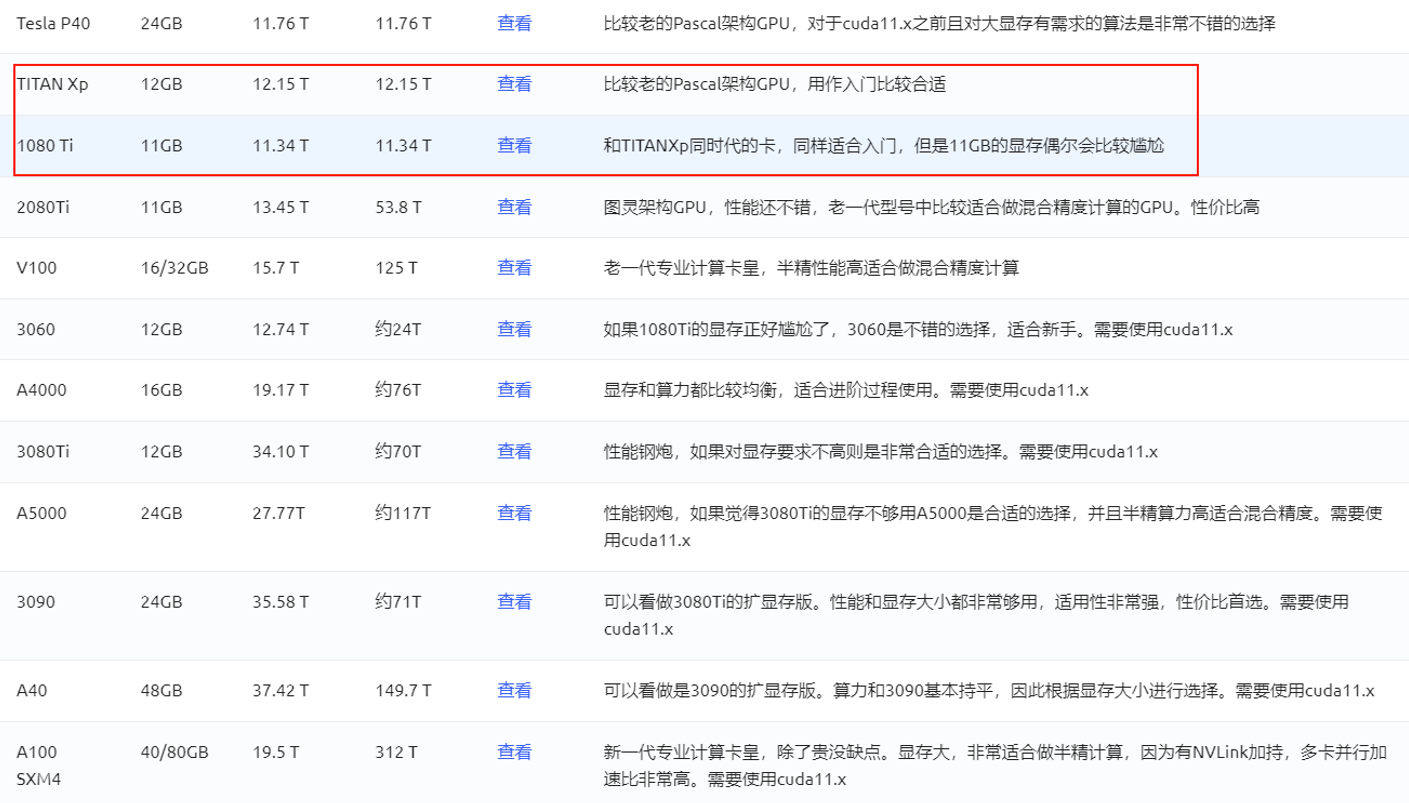 Tesla P40 24GB 11.76 T 11.76 T 查看 比较老的Pascal架构GPU，对于cuda11.x之前且对大显存有需求的算法是非常不错的选择
TITAN Xp 12GB 12.15 T 12.15 T 查看 比较老的Pascal架构GPU，用作入门比较合适
1080 Ti 11GB 11.34 T 11.34 T 查看 和TITANXp同时代的卡，同样适合入门，但是11GB的显存偶尔会比较尴尬
2080Ti 11GB 13.45 T 53.8 T 查看 图灵架构GPU，性能还不错，老一代型号中比较适合做混合精度计算的GPU。性价比高
V100 16/32GB 15.7 T 125 T 查看 老一代专业计算卡皇，半精性能高适合做混合精度计算
3060 12GB 12.74 T 约24T 查看 如果1080Ti的显存正好尴尬了，3060是不错的选择，适合新手。需要使用cuda11.x
A4000 16GB 19.17 T 约76T 查看 显存和算力都比较均衡，适合进阶过程使用。需要使用cuda11.x
3080Ti 12GB 34.10 T 约70T 查看 性能钢炮，如果对显存要求不高则是非常合适的选择。需要使用cuda11.x
A5000 24GB 27.77T 约117T 查看 性能钢炮，如果觉得3080Ti的显存不够用A5000是合适的选择，并且半精算力高适合混合精度。需要使
用cuda11.x
3090 24GB 35.58 T 约71T 查看 可以看做3080Ti的扩显存版。性能和显存大小都非常够用，适用性非常强，性价比首选。需要使用
cuda11.x
A40 48GB 37.42 T 149.7 T 查看 可以看做是3090的扩显存版。算力和3090基本持平，因此根据显存大小进行选择。需要使用cuda11.x
A100 40/80GB 19.5 T 312 T 查看 新一代专业计算卡皇，除了贵没缺点。显存大，非常适合做半精计算，因为有NVLink加持，多卡并行加
SXM4 速比非常高。需要使用cuda11.x